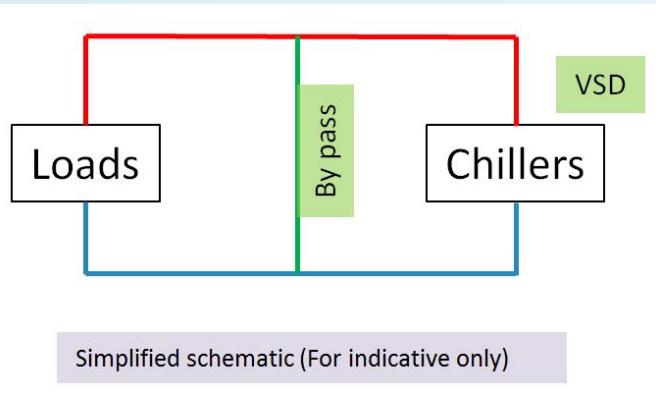 VSD
Loads
By pass
Chillers
Simplified schematic (For indicative only)